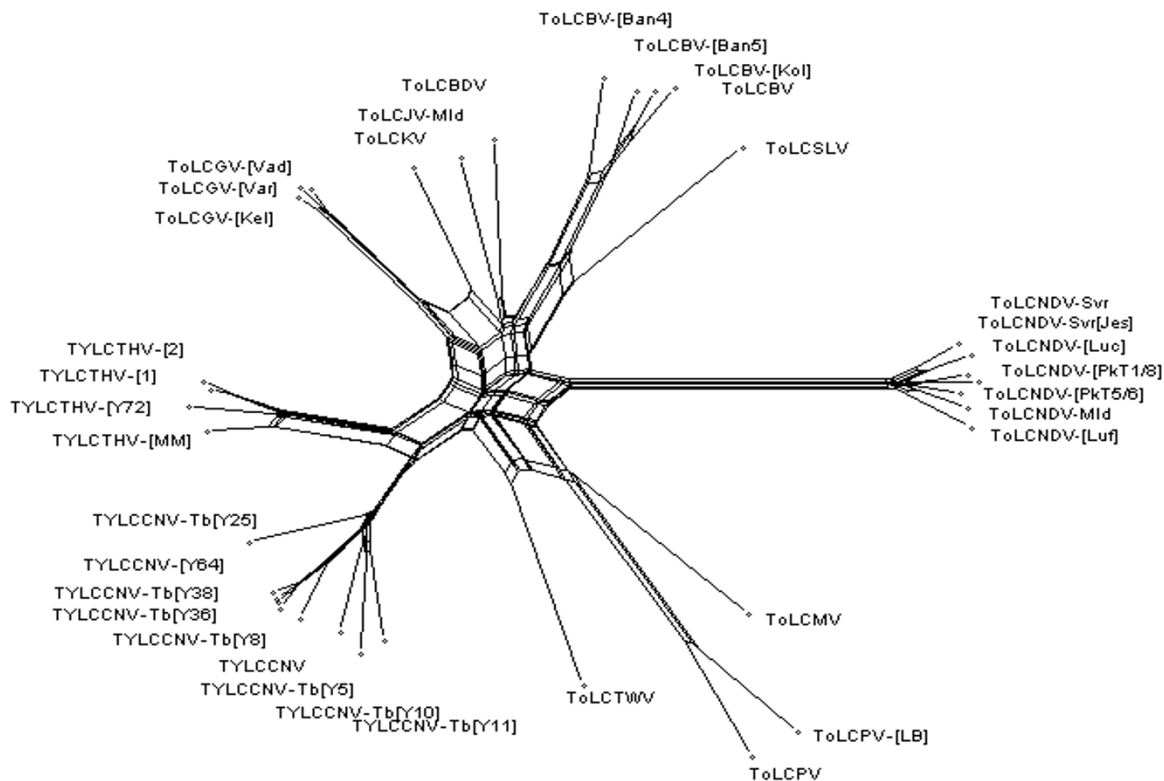 ToLCBV-[Ban4]
ToLCBV-[Ban5]
ToLCBV-[Kol]
ToLCBV
ToLCBDV
ToLCJV-Mld
ToLCKV
ToLCSLV
ToLCGV-[Vad]
ToLCGV-[Var]
ToLCGV-[Kel]
ToLCNDV-Svr
ToLCNDV-Svr[Jes]
ToLCNDV-[Luc]
ToLCNDV-[PkT1/8]
ToLCNDV-[PkT5/6]
ToLCNDV-Mld
ToLCNDV-[Luf]
TYLCTHV-[2]
TYLCTHV-[1]
TYLCTHV-[Y72]
TYLCTHV-[MM]
TYLCCNV-Tb[Y25]
TYLCCNV-[Y64]
TYLCCNV-Tb[Y38]
TYLCCNV-Tb[Y36]
TYLCCNV-Tb[Y8]
TYLCCNV
TYLCCNV-Tb[Y5]
TYLCCNV-Tb[Y10]
TYLCCNV-Tb[Y11]
ToLCMV
ToLCTWV
ToLCPV-[LB]
ToLCPV